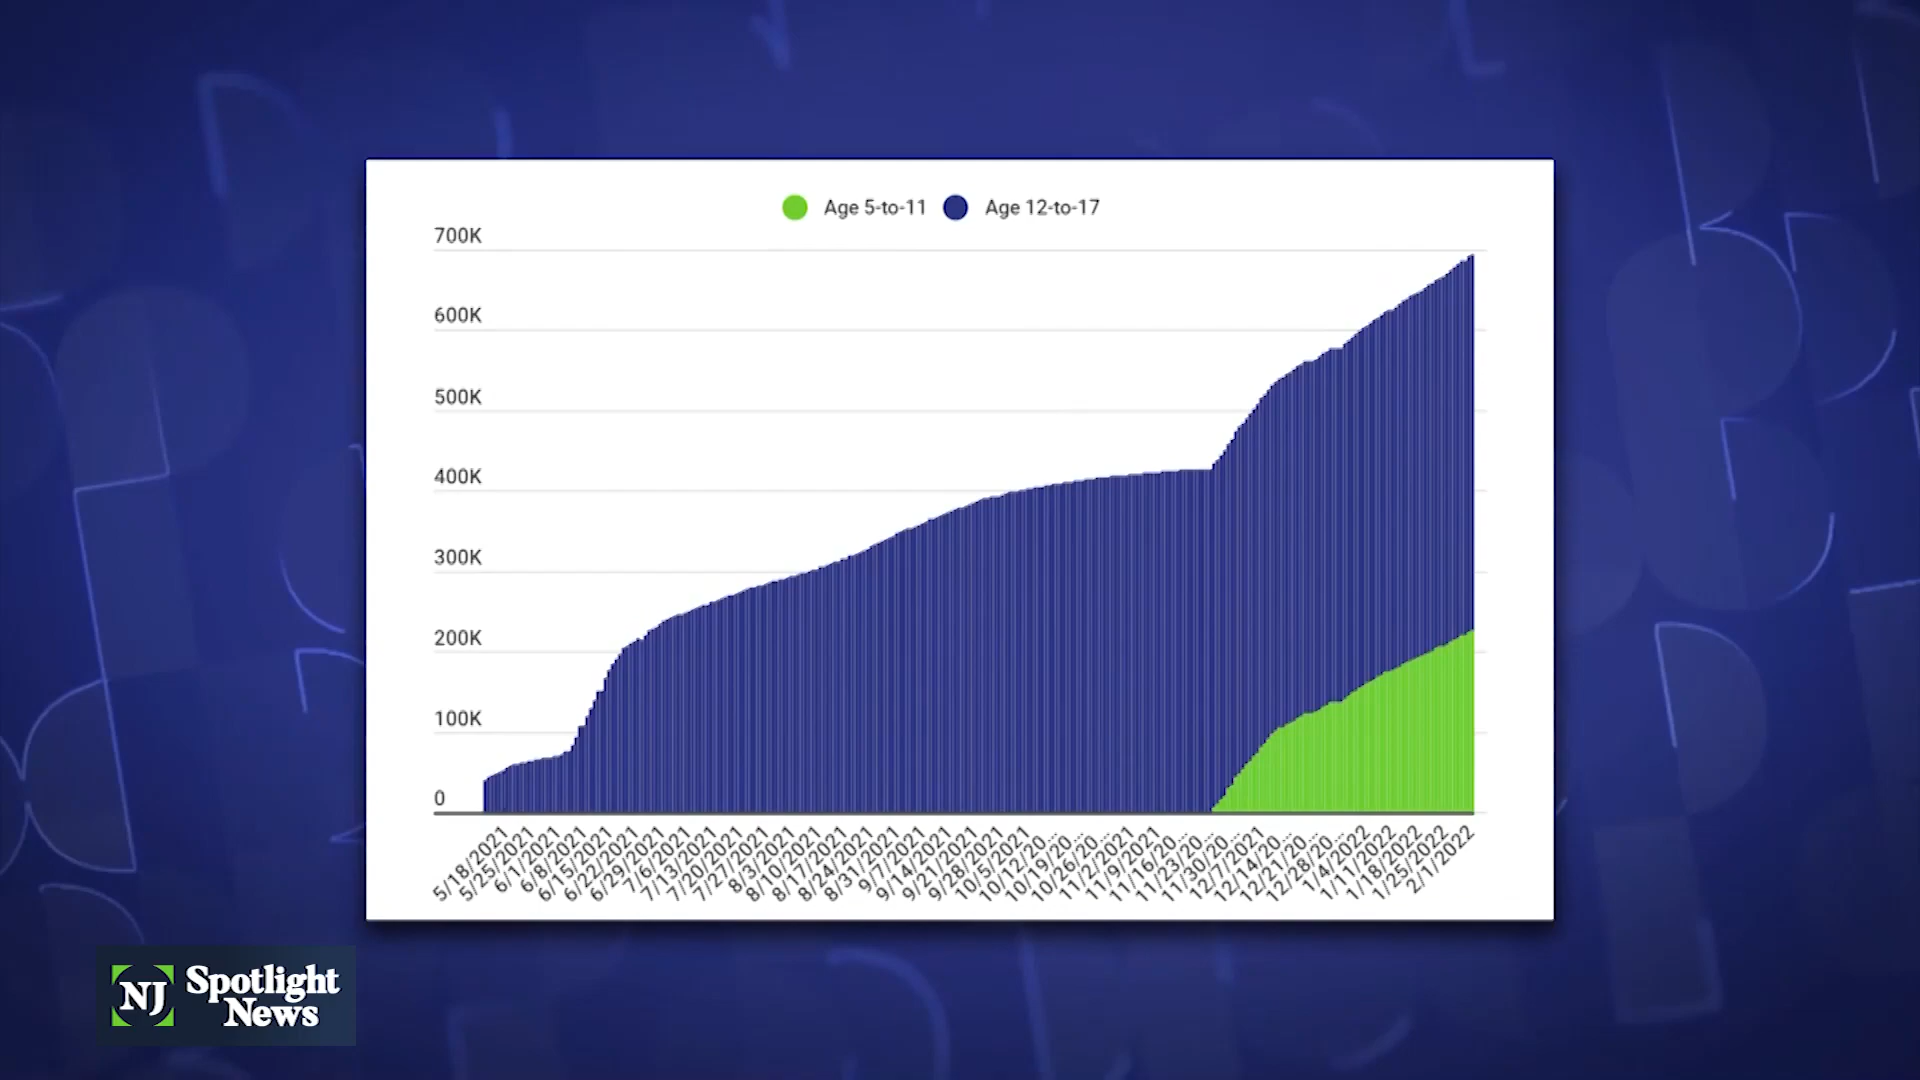 Age 5-to-11 Age 12-to-17
700K
600K
500K
400K
300K
200K
100K
0
5/18/2021 5/25/2021 6/1/2021 6/8/2021 6/15/2021 6/22/2021 6/29/2021 7/6/2021 7/13/2021 7/20/2021 7/27/2021 8/3/2021 8/10/2021 8/17/2021 8/24/2021 8/31/2021 9/7/2021 9/14/2021 9/21/2021 9/28/2021 10/5/2021 10/12/20... 10/19/20... 10/26/20... 11/2/2021 11/9/2021 11/16/20... 11/23/20... 11/30/20... 12/7/2021 12/14/20... 12/21/20... 12/28/20... 1/4/2022 1/11/2022 1/18/2022 1/25/2022 2/1/2022
NJ Spotlight
News